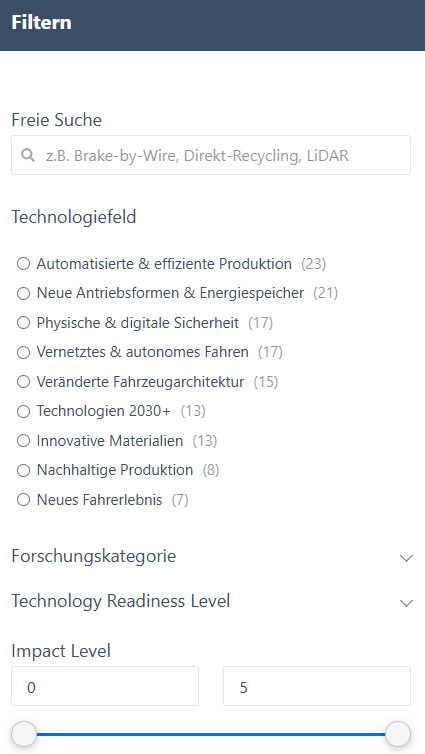 Filtern
Freie Suche
z.B. Brake-by-Wire, Direkt-Recycling, LiDAR
Technologiefeld
Automatisierte & effiziente Produktion (23)
Neue Antriebsformen & Energiespeicher (21)
Physische & digitale Sicherheit (17)
Vernetztes & autonomes Fahren (17)
Veränderte Fahrzeugarchitektur (15)
Technologien 2030+ (13)
Innovative Materialien (13)
Nachhaltige Produktion (8)
Neues Fahrerlebnis (7)
Forschungskategorie
Technology Readiness Level
Impact Level
0 5